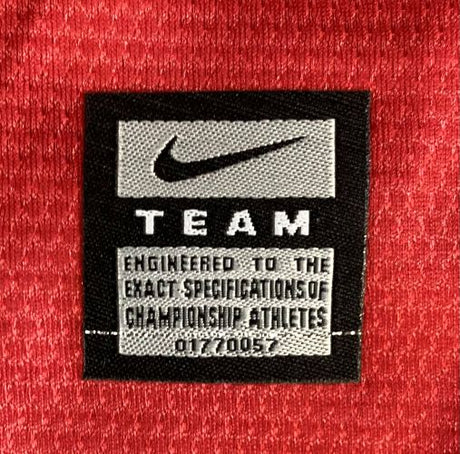 TEAM
ENGINEERED TO THE
EXACT SPECIFICATIONS OF
CHAMPIONSHIP ATHLETES
01770057